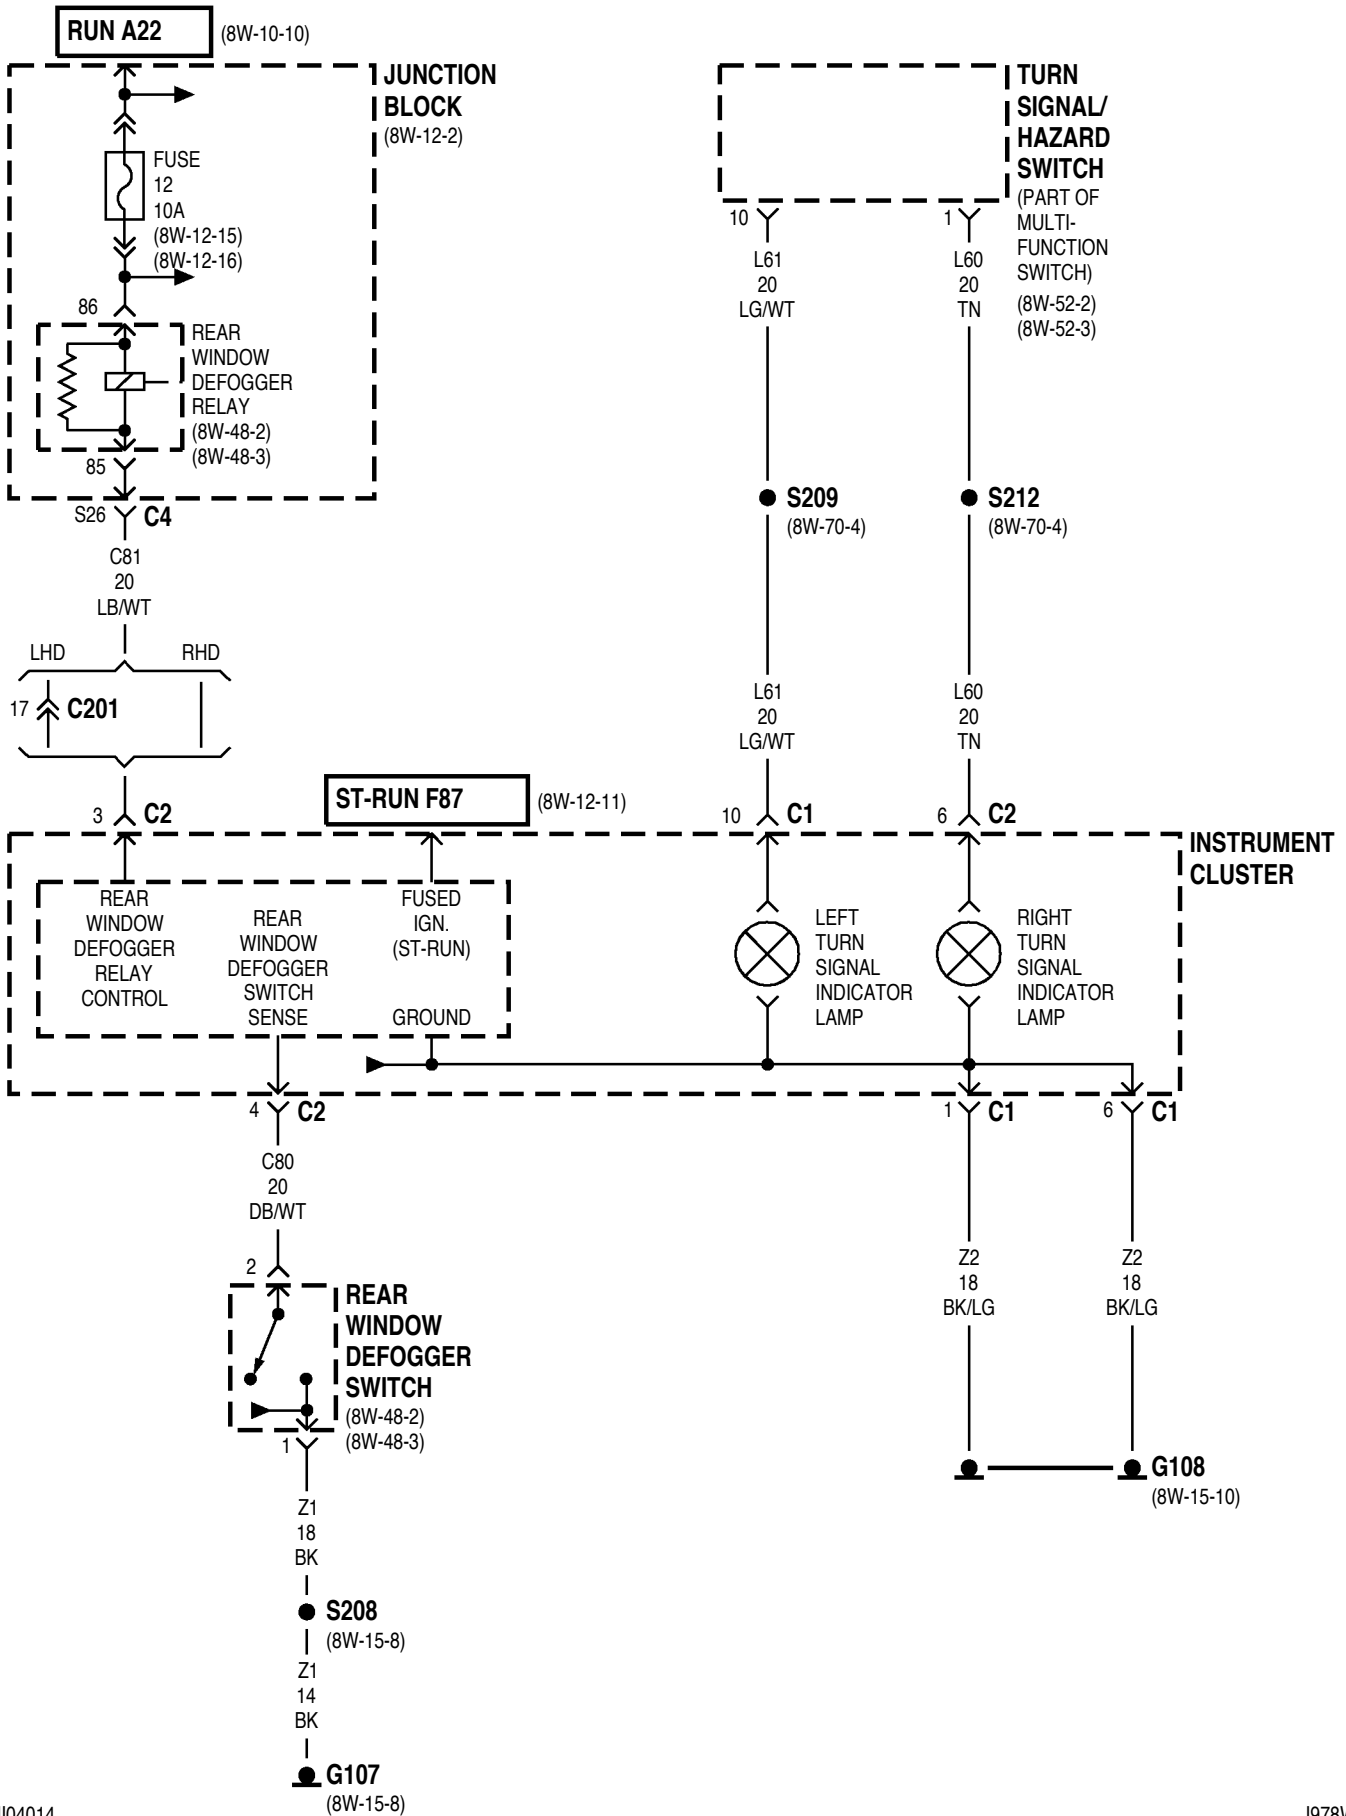 RUN A22
(8W-10-10)
JUNCTION
BLOCK
(8W-12-2)
FUSE
12
10A
(8W-12-15)
(8W-12-16)
86
REAR
WINDOW
DEFOGGER
RELAY
(8W-48-2)
(8W-48-3)
85
S26
C4
C81
20
LB/WT
LHD
RHD
17
C201
3
C2
TURN
SIGNAL/
HAZARD
SWITCH
(PART OF
MULTI-
FUNCTION
SWITCH)
(8W-52-2)
(8W-52-3)
10
1
L61
20
LG/WT
L60
20
TN
S209
(8W-70-4)
S212
(8W-70-4)
L61
20
LG/WT
L60
20
TN
ST-RUN F87
(8W-12-11)
10
C1
6
C2
INSTRUMENT
CLUSTER
REAR
WINDOW
DEFOGGER
RELAY
CONTROL
REAR
WINDOW
DEFOGGER
SWITCH
SENSE
FUSED
IGN.
(ST-RUN)
GROUND
LEFT
TURN
SIGNAL
INDICATOR
LAMP
RIGHT
TURN
SIGNAL
INDICATOR
LAMP
4
C2
1
C1
6
C1
C80
20
DB/WT
2
REAR
WINDOW
DEFOGGER
SWITCH
(8W-48-2)
(8W-48-3)
1
Z1
18
BK
S208
(8W-15-8)
Z1
14
BK
G107
(8W-15-8)
Z2
18
BK/LG
Z2
18
BK/LG
G108
(8W-15-10)